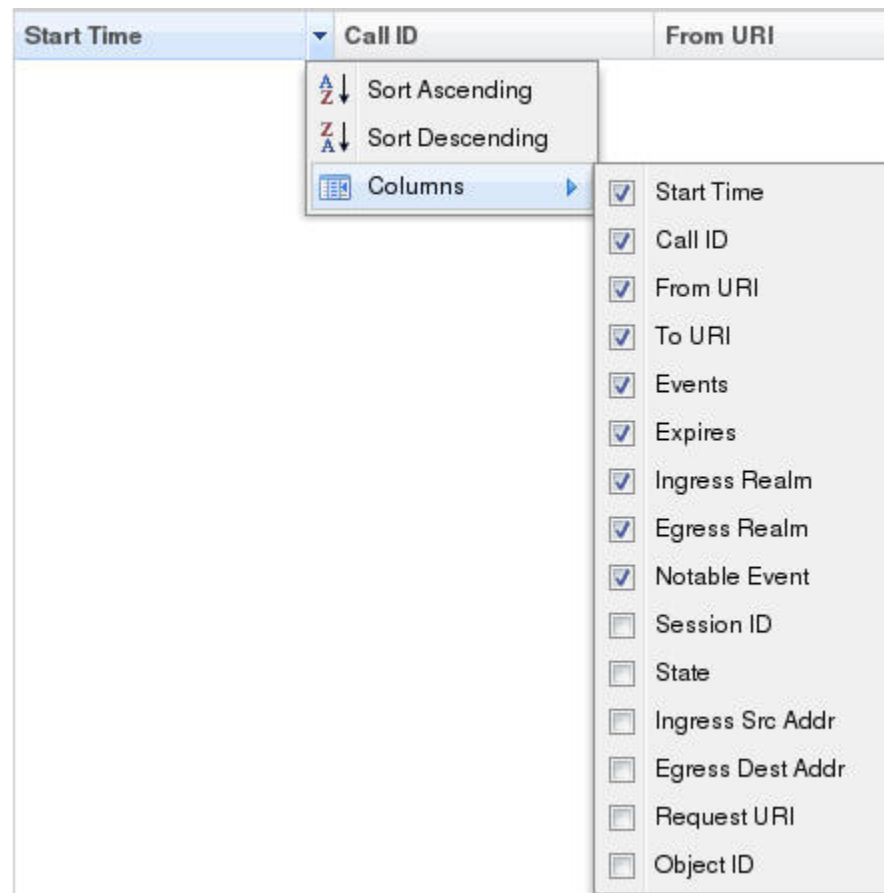 Start Time Call ID From URI
Sort Ascending
Sort Descending
Columns
Start Time
Call ID
From URI
To URI
Events
Expires
Ingress Realm
Egress Realm
Notable Event
Session ID
State
Ingress Src Addr
Egress Dest Addr
Request URI
Object ID